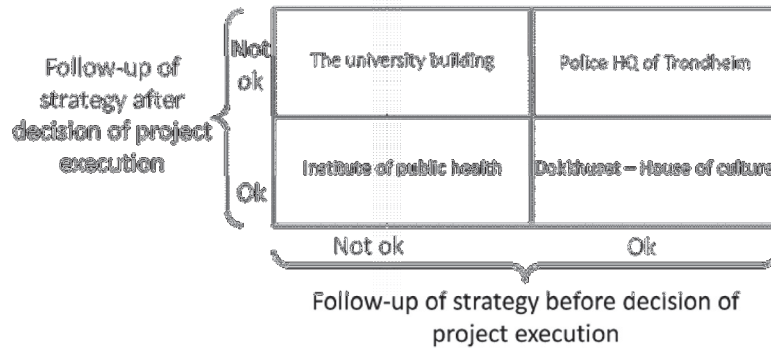 Follow-up of
strategy after
decision of project
execution
Not
ok
Ok
The university building
Police HQ of Trondheim
Institute of public health
Dokkhuset – House of culture
Not ok
Ok
Follow-up of strategy before decision of
project execution